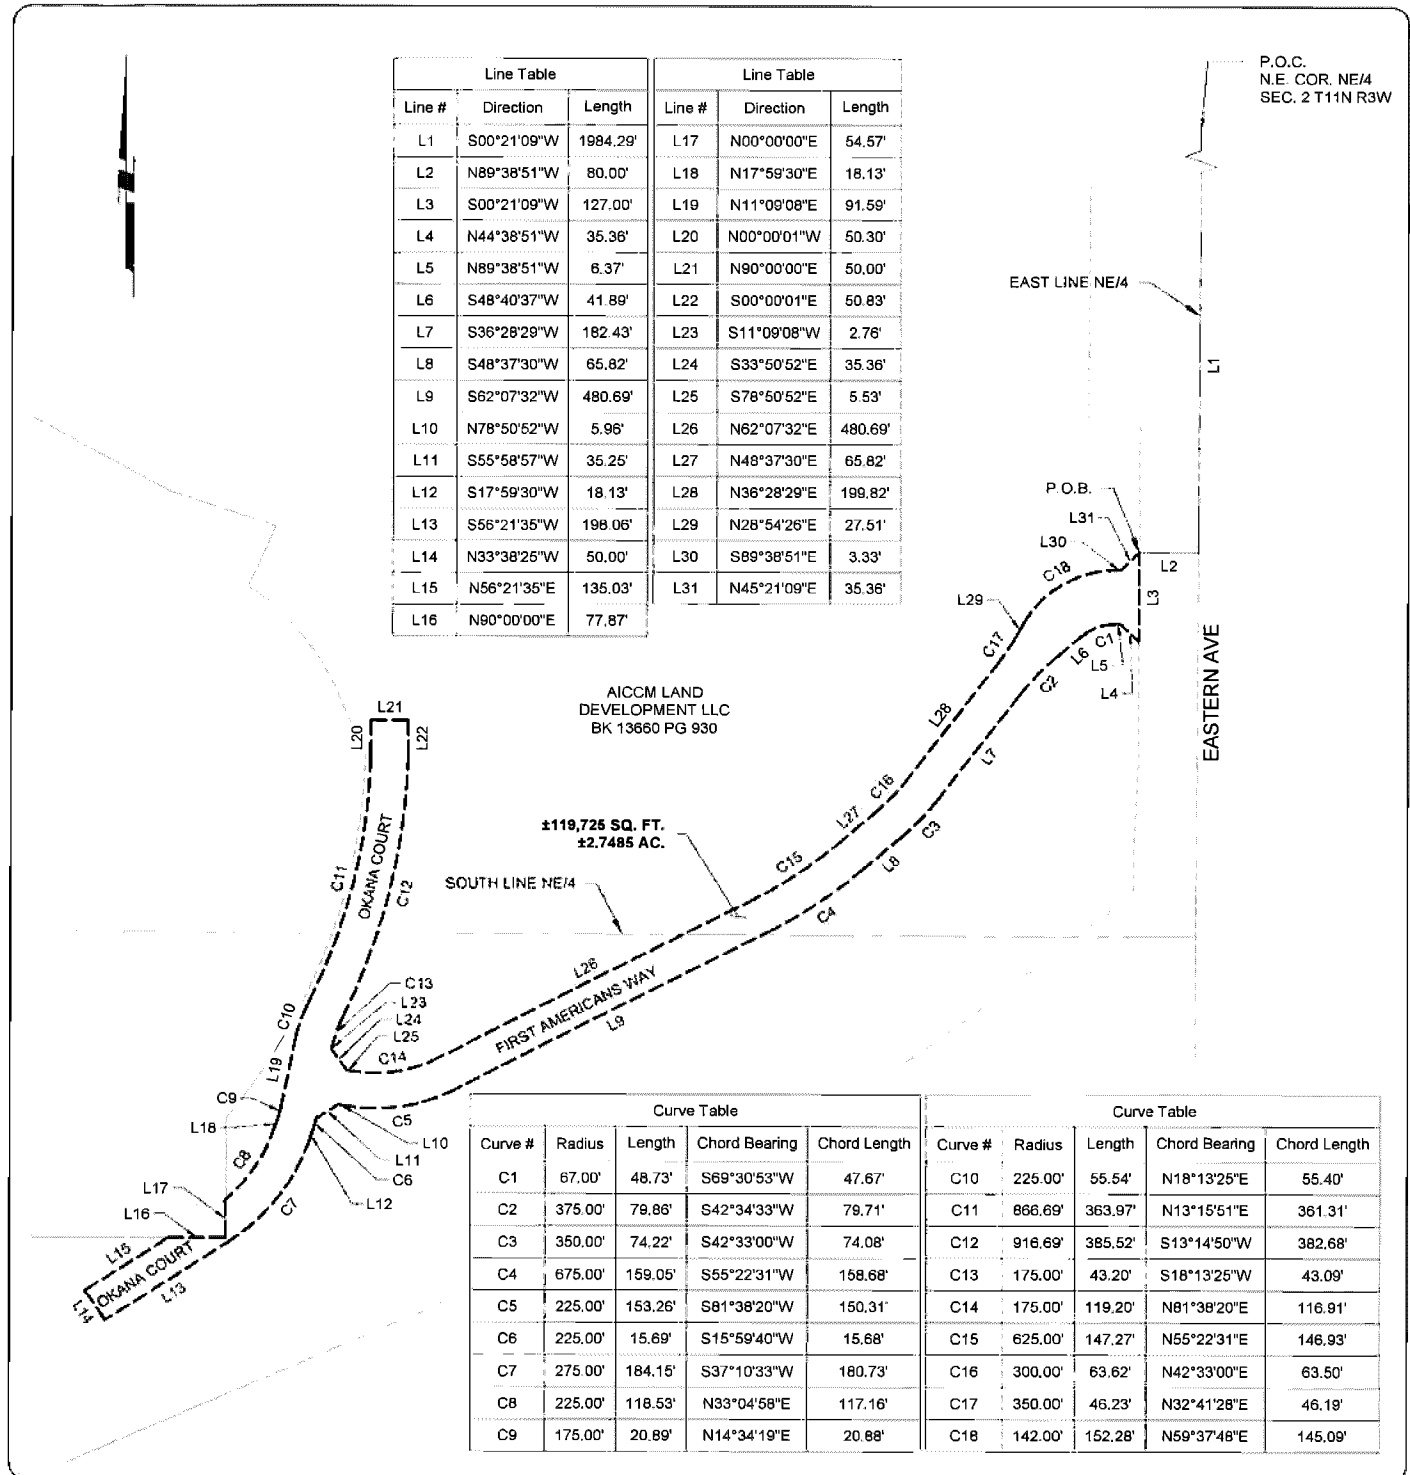 P.O.C.
N.E. COR. NE/4
SEC. 2 T11N R3W
Line Table
Line # Direction Length
L1 S00°21'09"W 1984.29'
L2 N89°38'51"W 80.00'
L3 S00°21'09"W 127.00'
L4 N44°38'51"W 35.36'
L5 N89°38'51"W 6.37'
L6 S48°40'37"W 41.89'
L7 S36°28'29"W 182.43'
L8 S48°37'30"W 65.82'
L9 S62°07'32"W 480.69'
L10 N78°50'52"W 5.96'
L11 S55°58'57"W 35.25'
L12 S17°59'30"W 18.13'
L13 S56°21'35"W 198.06'
L14 N33°38'25"W 50.00'
L15 N56°21'35"E 135.03'
L16 N90°00'00"E 77.87'
Line Table
Line # Direction Length
L17 N00°00'00"E 54.57'
L18 N17°59'30"E 18.13'
L19 N11°09'08"E 91.59'
L20 N00°00'01"W 50.30'
L21 N90°00'00"E 50.00'
L22 S00°00'01"E 50.83'
L23 S11°09'08"W 2.76'
L24 S33°50'52"E 35.36'
L25 S78°50'52"E 5.53'
L26 N62°07'32"E 480.69'
L27 N48°37'30"E 65.82'
L28 N36°28'29"E 199.82'
L29 N28°54'26"E 27.51'
L30 S89°38'51"E 3.33'
L31 N45°21'09"E 35.36'
EAST LINE NE/4
L1
P.O.B.
L31
L30
L2
C18
L3
L29
C17
C1
L6
L5
C2
L4
EASTERN AVE
AICCM LAND
DEVELOPMENT LLC
BK 13660 PG 930
L21
L20
L22
L28
L7
C16
L27
C3
±119,725 SQ. FT.
±2.7485 AC.
C15
L8
C11
OKANA COURT
C12
SOUTH LINE NE/4
C4
L26
FIRST AMERICANS WAY
L9
C13
L23
L24
L25
C10
C14
L19
C9
L18
C5
L10
L11
C6
L12
C8
C7
L17
L16
L15
OKANA COURT
L13
L14
Curve Table
Curve # Radius Length Chord Bearing Chord Length
C1 67.00' 48.73' S69°30'53"W 47.67'
C2 375.00' 79.86' S42°34'33"W 79.71'
C3 350.00' 74.22' S42°33'00"W 74.08'
C4 675.00' 159.05' S55°22'31"W 158.68'
C5 225.00' 153.26' S81°38'20"W 150.31'
C6 225.00' 15.69' S15°59'40"W 15.68'
C7 275.00' 184.15' S37°10'33"W 180.73'
C8 225.00' 118.53' N33°04'58"E 117.16'
C9 175.00' 20.89' N14°34'19"E 20.88'
Curve Table
Curve # Radius Length Chord Bearing Chord Length
C10 225.00' 55.54' N18°13'25"E 55.40'
C11 866.69' 363.97' N13°15'51"E 361.31'
C12 916.69' 385.52' S13°14'50"W 382.68'
C13 175.00' 43.20' S18°13'25"W 43.09'
C14 175.00' 119.20' N81°38'20"E 116.91'
C15 625.00' 147.27' N55°22'31"E 146.93'
C16 300.00' 63.62' N42°33'00"E 63.50'
C17 350.00' 46.23' N32°41'28"E 46.19'
C18 142.00' 152.28' N59°37'48"E 145.09'